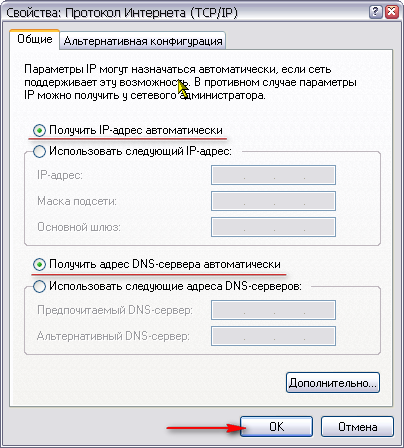 Свойства: Протокол Интернета (TCP/IP)
Общие
Альтернативная конфигурация
Параметры IP могут назначаться автоматически, если сеть
поддерживает эту возможность. В противном случае параметры
IP можно получить у сетевого администратора.
Получить IP-адрес автоматически
Использовать следующий IP-адрес:
IP-адрес:
Маска подсети:
Основной шлюз:
Получить адрес DNS-сервера автоматически
Использовать следующие адреса DNS-серверов:
Предпочитаемый DNS-сервер:
Альтернативный DNS-сервер:
Дополнительно...
OK
Отмена